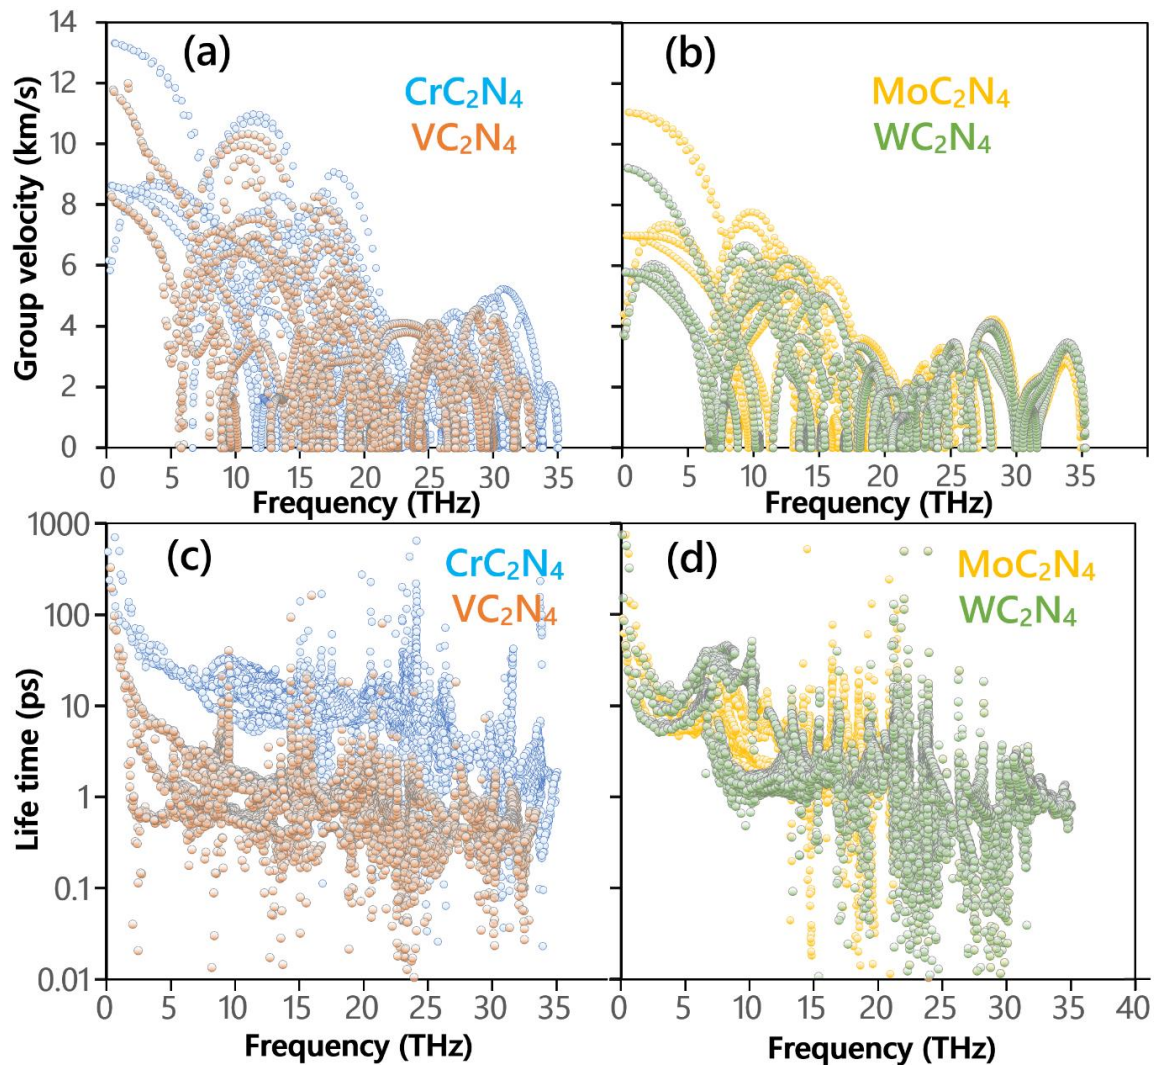 14
12
10
8
6
4
2
0
Group velocity (km/s)
(a)
CrC₂N₄
VC₂N₄
0 5 10 15 20 25 30 35
Frequency (THz)
(b)
MoC₂N₄
WC₂N₄
0 5 10 15 20 25 30 35
Frequency (THz)
1000
100
10
1
0.1
0.01
Life time (ps)
(c)
CrC₂N₄
VC₂N₄
0 5 10 15 20 25 30 35
Frequency (THz)
(d)
MoC₂N₄
WC₂N₄
0 5 10 15 20 25 30 35 40
Frequency (THz)